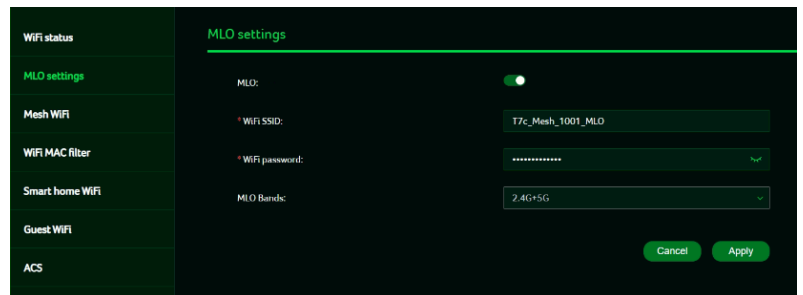 WiFi status
MLO settings
Mesh WiFi
WiFi MAC filter
Smart home WiFi
Guest WiFi
ACS
MLO settings
MLO:
* WiFi SSID: T7c_Mesh_1001_MLO
* WiFi password: •••••••••••••
MLO Bands: 2.4G+5G
Cancel Apply